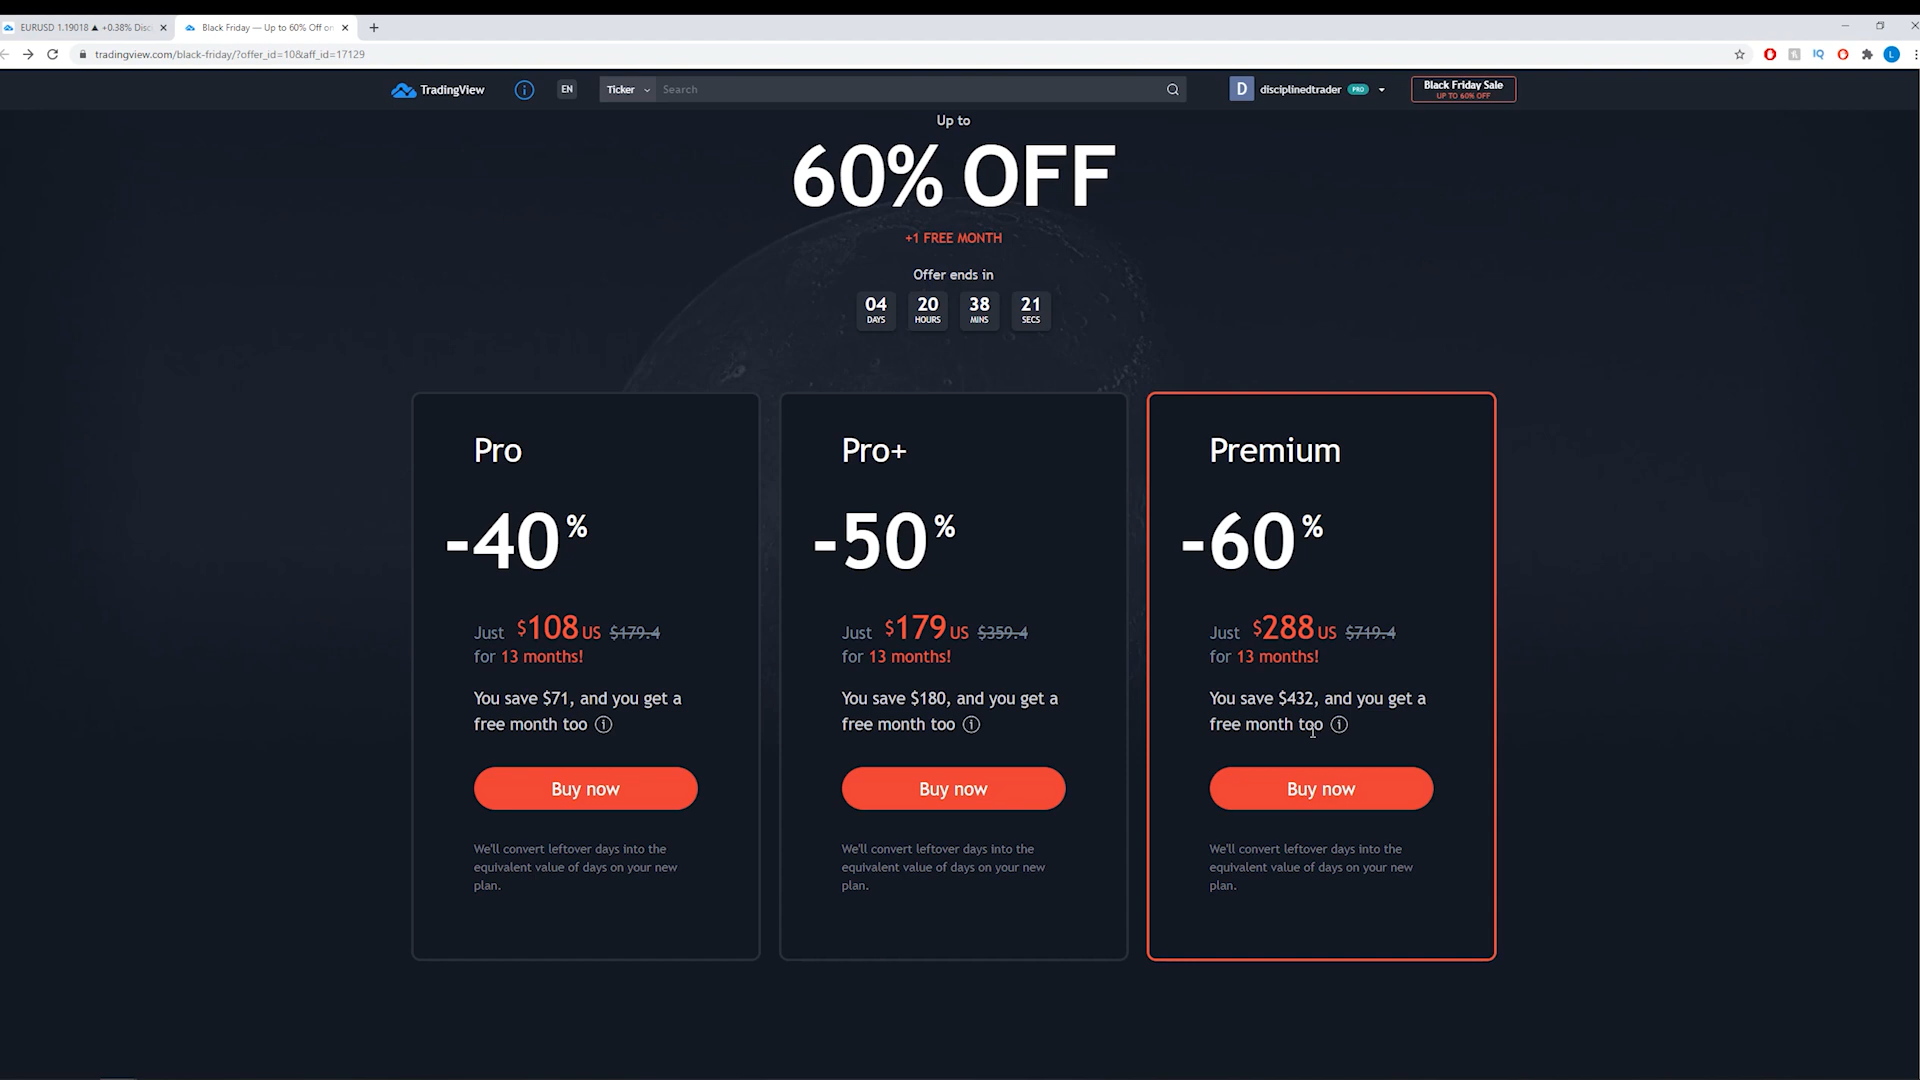 EURUSD 1.19018 ▲ +0.38% Disc
Black Friday — Up to 60% Off on
tradingview.com/black-friday/?offer_id=10&aff_id=17129
IQ
L
TradingView
EN
Ticker
Search
D
disciplinedtrader
PRO
Black Friday Sale
UP TO 60% OFF
Up to
60% OFF
+1 FREE MONTH
Offer ends in
04 20 38 21
DAYS HOURS MINS SECS
Pro
-40%
Just $108 US $179.4
for 13 months!
You save $71, and you get a
free month too
Buy now
We'll convert leftover days into the
equivalent value of days on your new
plan.
Pro+
-50%
Just $179 US $359.4
for 13 months!
You save $180, and you get a
free month too
Buy now
We'll convert leftover days into the
equivalent value of days on your new
plan.
Premium
-60%
Just $288 US $719.4
for 13 months!
You save $432, and you get a
free month too
Buy now
We'll convert leftover days into the
equivalent value of days on your new
plan.